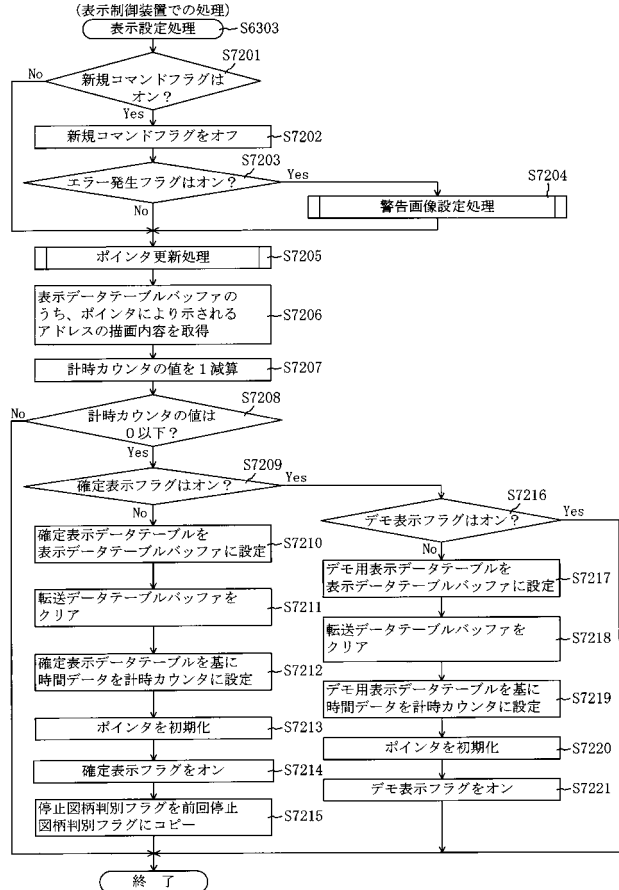 (表示制御装置での処理)
表示設定処理
S6303
S7201
新規コマンドフラグは
オン?
No
Yes
新規コマンドフラグをオフ
S7202
S7203
エラー発生フラグはオン?
Yes
No
S7204
警告画像設定処理
ポインタ更新処理
S7205
表示データテーブルバッファの
うち、ポインタにより示される
アドレスの描画内容を取得
S7206
計時カウンタの値を1減算
S7207
S7208
計時カウンタの値は
0以下?
No
Yes
S7209
確定表示フラグはオン?
Yes
No
確定表示データテーブルを
表示データテーブルバッファに設定
S7210
転送データテーブルバッファを
クリア
S7211
確定表示データテーブルを基に
時間データを計時カウンタに設定
S7212
ポインタを初期化
S7213
確定表示フラグをオン
S7214
停止図柄判別フラグを前回停止
図柄判別フラグにコピー
S7215
S7216
デモ表示フラグはオン?
Yes
No
デモ用表示データテーブルを
表示データテーブルバッファに設定
S7217
転送データテーブルバッファを
クリア
S7218
デモ用表示データテーブルを基に
時間データを計時カウンタに設定
S7219
ポインタを初期化
S7220
デモ表示フラグをオン
S7221
終了